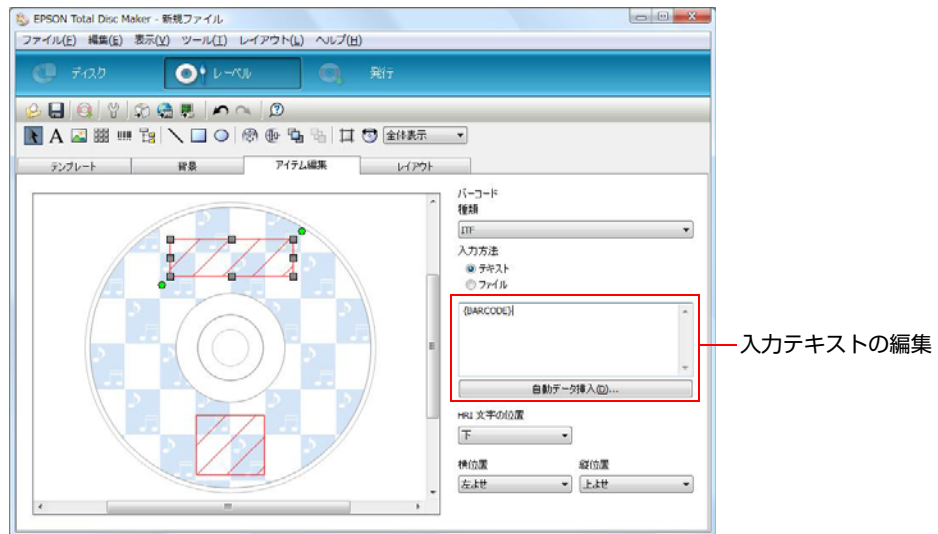 EPSON Total Disc Maker - 新規ファイル
ファイル(F) 編集(E) 表示(V) ツール(T) レイアウト(L) ヘルプ(H)
ディスク レーベル 発行
全体表示
テンプレート 背景 アイテム編集 レイアウト
バーコード
種類
ITF
入力方法
テキスト
ファイル
{BARCODE}
入力テキストの編集
自動データ挿入(D)...
HRI 文字の位置
下
横位置 縦位置
左よせ 上よせ